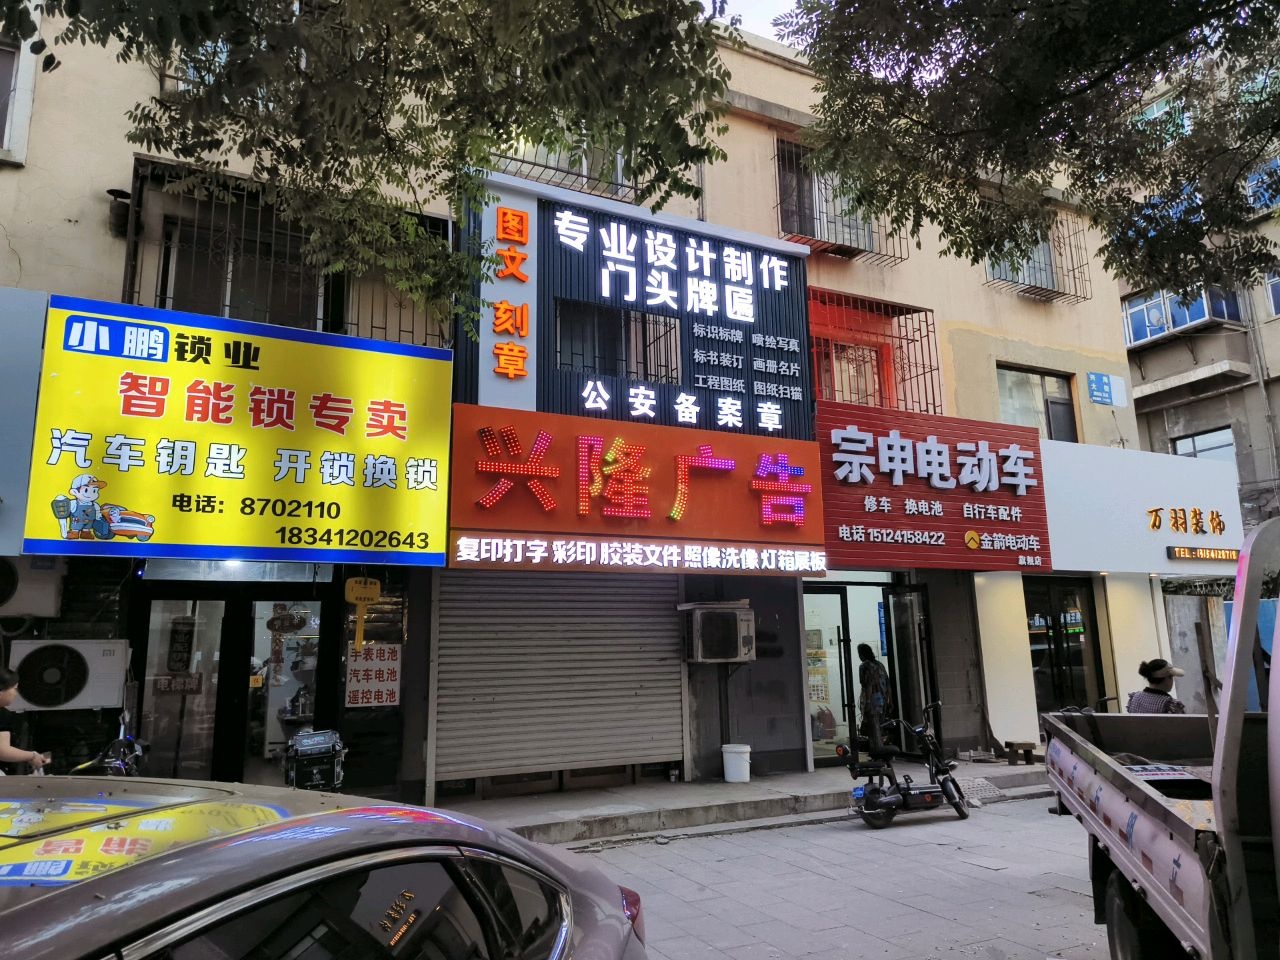 小鹏锁业
智能锁专卖
汽车钥匙 开锁换锁
电话：8702110
18341202643
图文 刻章
专业设计制作
门头牌匾
标识标牌 喷绘写真
标书装订 画册名片
工程图纸 图纸扫描
公安备案章
兴隆广告
复印打字 彩印 胶装文件 照像洗像 灯箱展板
宗申电动车
修车 换电池 自行车配件
电话 15124158422
金箭电动车
旗舰店
万羽装饰
手表电池
汽车电池
遥控电池